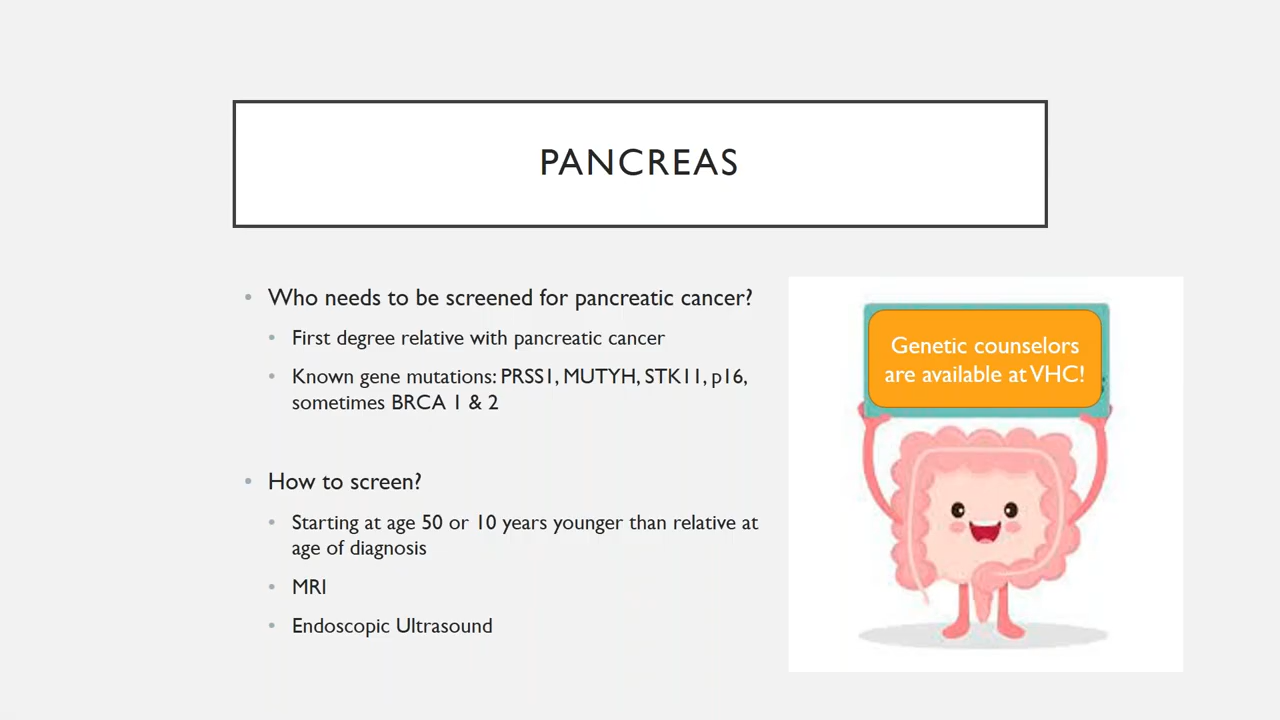 PANCREAS
• Who needs to be screened for pancreatic cancer?
• First degree relative with pancreatic cancer
• Known gene mutations: PRSS1, MUTYH, STK11, p16,
sometimes BRCA 1 & 2
• How to screen?
• Starting at age 50 or 10 years younger than relative at
age of diagnosis
• MRI
• Endoscopic Ultrasound
Genetic counselors
are available at VHC!